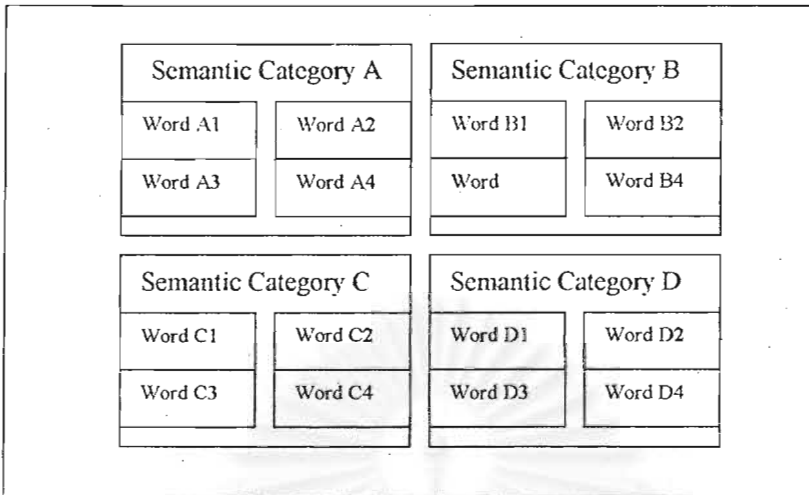 Semantic Category A
Word A1 Word A2
Word A3 Word A4
Semantic Category B
Word B1 Word B2
Word Word B4
Semantic Category C
Word C1 Word C2
Word C3 Word C4
Semantic Category D
Word D1 Word D2
Word D3 Word D4